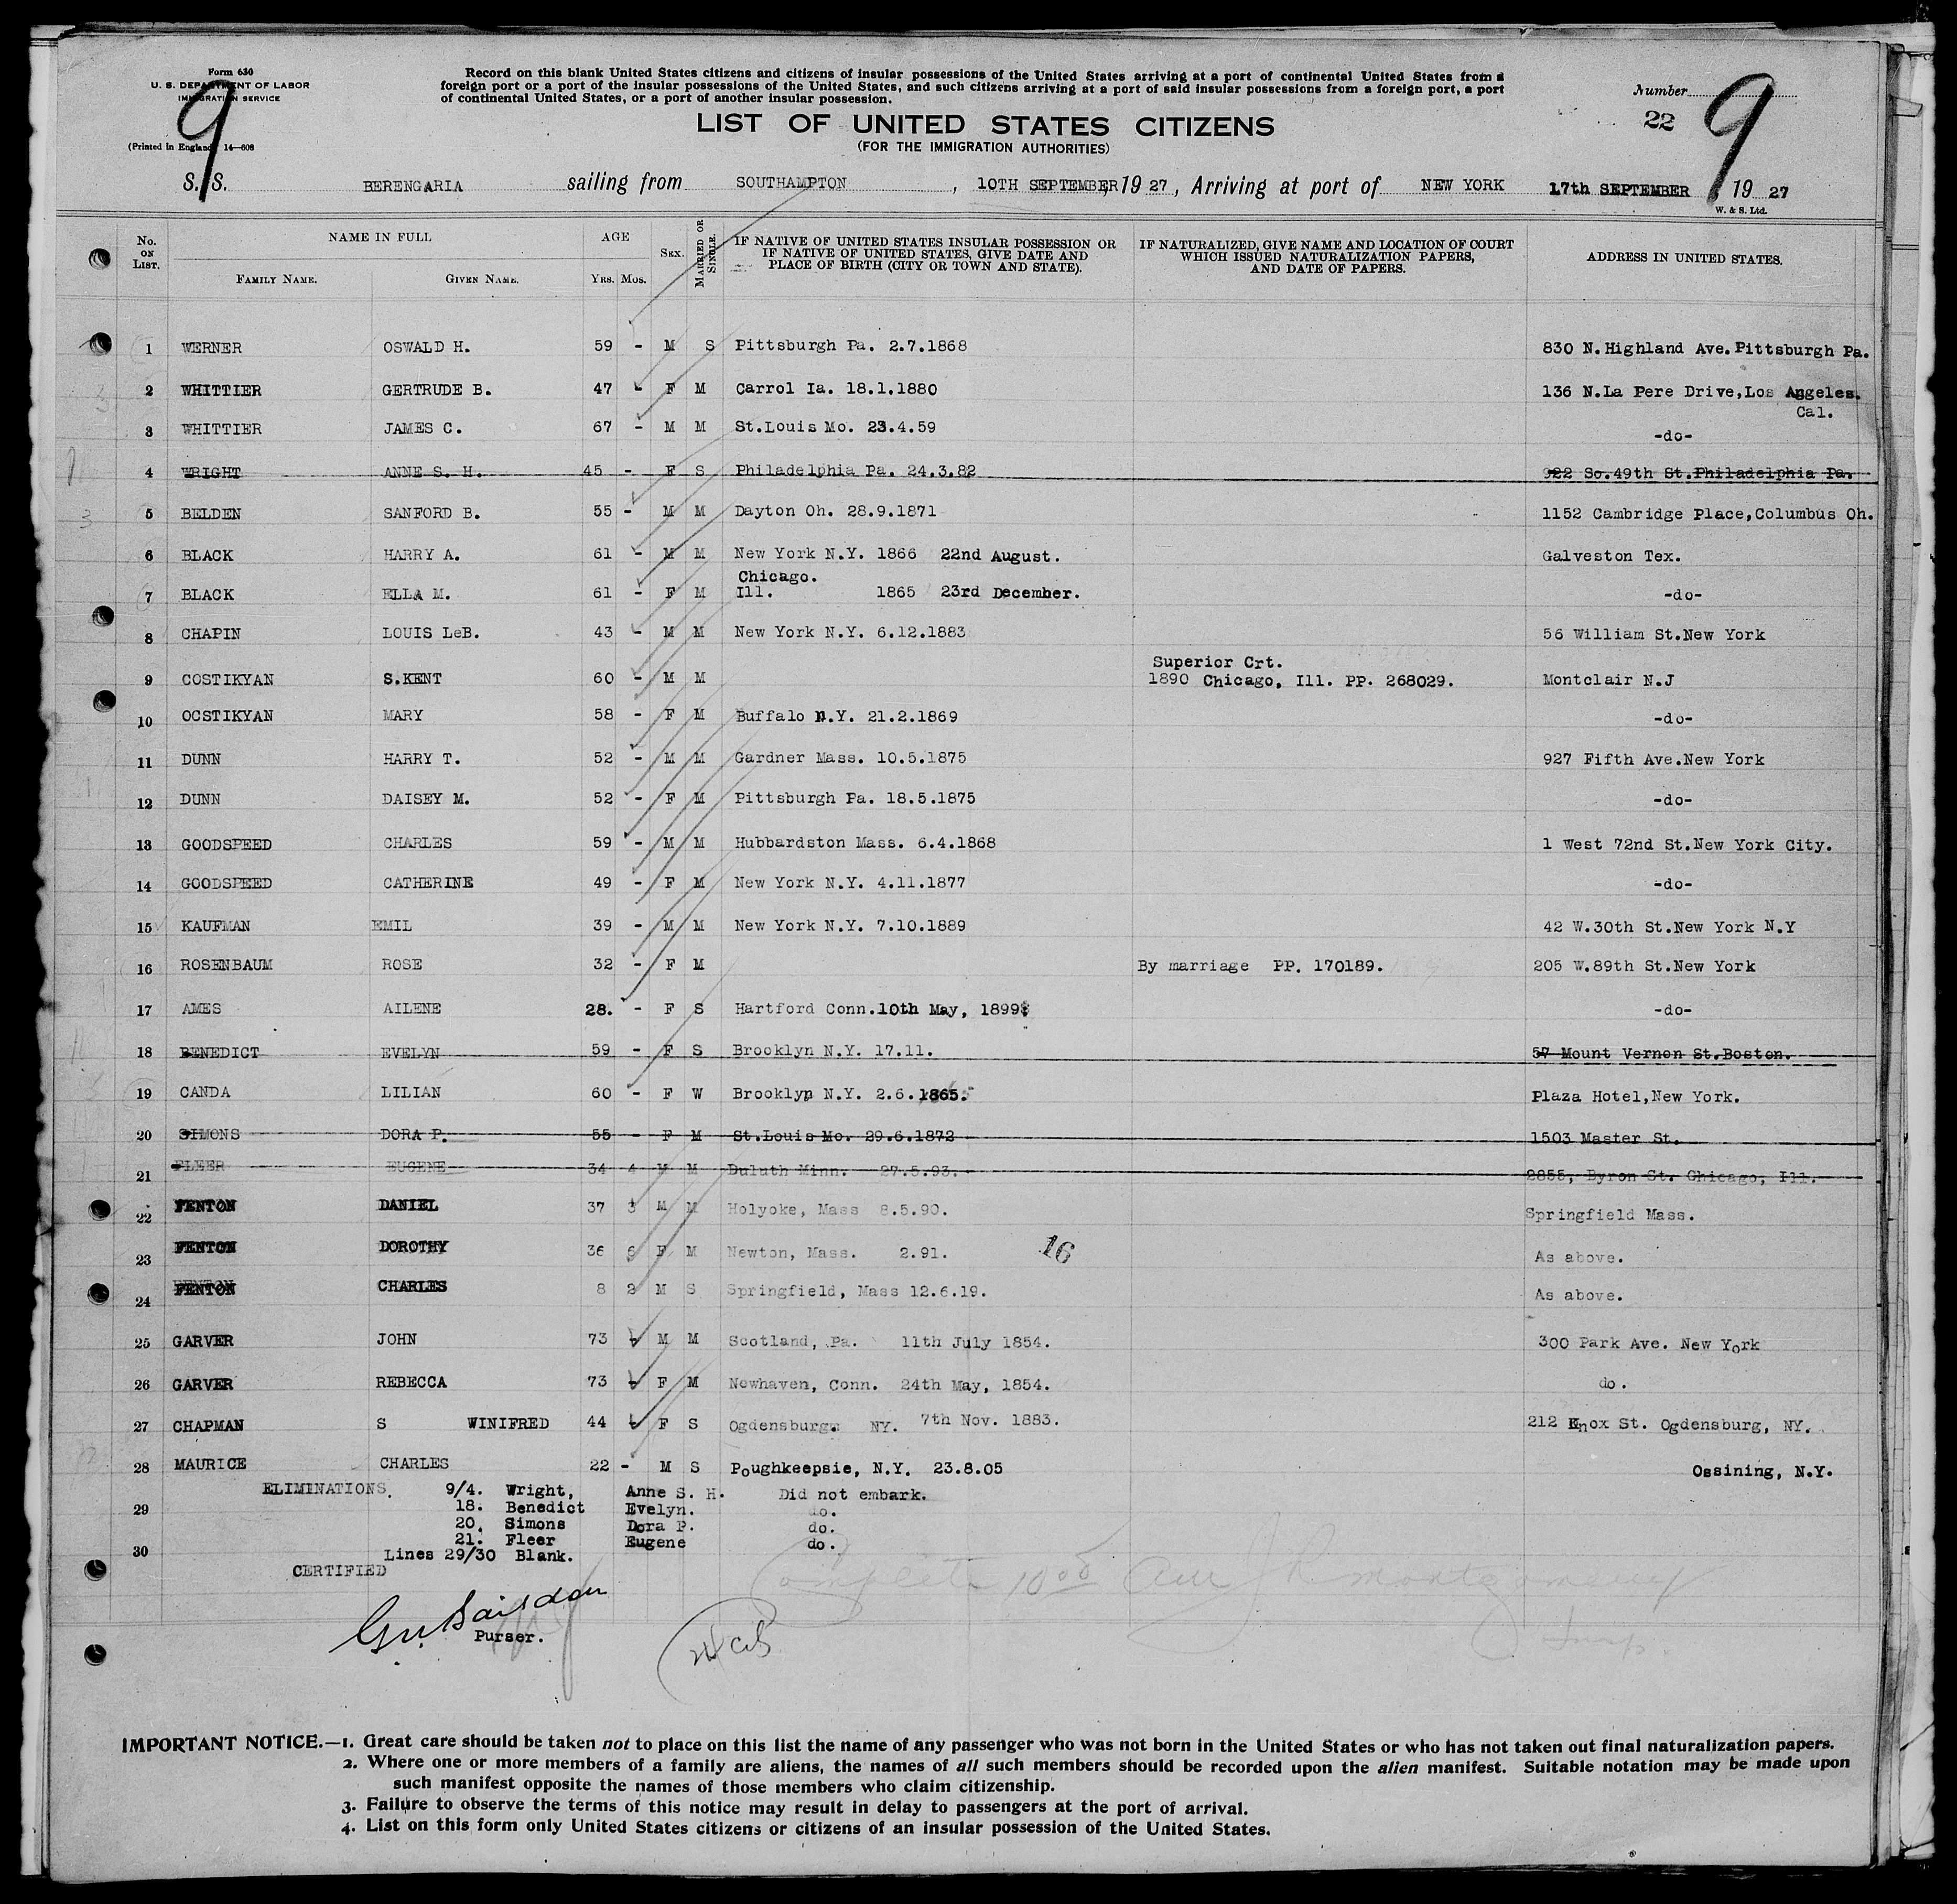 Form 630
U. S. DEPARTMENT OF LABOR
IMMIGRATION SERVICE
(Printed in England) 14—608
9
Record on this blank United States citizens and citizens of insular possessions of the United States arriving at a port of continental United States from a
foreign port or a port of the insular possessions of the United States, and such citizens arriving at a port of said insular possessions from a foreign port, a port
of continental United States, or a port of another insular possession.
LIST OF UNITED STATES CITIZENS
(FOR THE IMMIGRATION AUTHORITIES)
Number
22
9
S. S. BERENGARIA sailing from SOUTHAMPTON, 10TH SEPTEMBER, 19 27, Arriving at port of NEW YORK 17th SEPTEMBER 19 27
W. & S. Ltd.
No. ON LIST. NAME IN FULL FAMILY NAME. GIVEN NAME. AGE YRS. MOS. SEX. MARRIED OR SINGLE. IF NATIVE OF UNITED STATES INSULAR POSSESSION OR IF NATIVE OF UNITED STATES, GIVE DATE AND PLACE OF BIRTH (CITY OR TOWN AND STATE). IF NATURALIZED, GIVE NAME AND LOCATION OF COURT WHICH ISSUED NATURALIZATION PAPERS, AND DATE OF PAPERS. ADDRESS IN UNITED STATES.
1 WERNER OSWALD H. 59 - M S Pittsburgh Pa. 2.7.1868 830 N.Highland Ave.Pittsburgh Pa.
2 WHITTIER GERTRUDE B. 47 - F M Carrol Ia. 18.1.1880 136 N.La Pere Drive,Los Angeles.
Cal.
3 WHITTIER JAMES C. 67 - M M St.Louis Mo. 23.4.59 -do-
4 WRIGHT ANNE S. H. 45 - F S Philadelphia Pa. 24.3.82 922 So.49th St.Philadelphia Pa.
5 BELDEN SANFORD B. 55 - M M Dayton Oh. 28.9.1871 1152 Cambridge Place,Columbus Oh.
6 BLACK HARRY A. 61 - M M New York N.Y. 1866 22nd August. Galveston Tex.
Chicago.
7 BLACK ELLA M. 61 - F M Ill. 1865 23rd December. -do-
8 CHAPIN LOUIS LeB. 43 - M M New York N.Y. 6.12.1883 56 William St.New York
Superior Crt.
9 COSTIKYAN S.KENT 60 - M M 1890 Chicago, Ill. PP. 268029. Montclair N.J
10 OCSTIKYAN MARY 58 - F M Buffalo N.Y. 21.2.1869 -do-
11 DUNN HARRY T. 52 - M M Gardner Mass. 10.5.1875 927 Fifth Ave.New York
12 DUNN DAISEY M. 52 - F M Pittsburgh Pa. 18.5.1875 -do-
13 GOODSPEED CHARLES 59 - M M Hubbardston Mass. 6.4.1868 1 West 72nd St.New York City.
14 GOODSPEED CATHERINE 49 - F M New York N.Y. 4.11.1877 -do-
15 KAUFMAN EMIL 39 - M M New York N.Y. 7.10.1889 42 W.30th St.New York N.Y
16 ROSENBAUM ROSE 32 - F M By marriage PP. 170189. 205 W.89th St.New York
17 AMES AILENE 28. - F S Hartford Conn.10th May, 1899 -do-
18 BENEDICT EVELYN 59 - F S Brooklyn N.Y. 17.11. 57 Mount Vernon St.Boston.
19 CANDA LILIAN 60 - F W Brooklyn N.Y. 2.6.1865. Plaza Hotel,New York.
20 SIMONS DORA P. 55 - F M St.Louis Mo. 29.6.1872 1503 Master St.
21 FLEER EUGENE 34 4 M M Duluth Minn. 27.5.93. 2855, Byron St. Chicago, Ill.
22 FENTON DANIEL 37 3 M M Holyoke, Mass 8.5.90. Springfield Mass.
23 FENTON DOROTHY 36 6 F M Newton, Mass. 2.91. 16 As above.
24 FENTON CHARLES 8 2 M S Springfield, Mass 12.6.19. As above.
25 GARVER JOHN 73 - M M Scotland, Pa. 11th July 1854. 300 Park Ave. New York
26 GARVER REBECCA 73 - F M Newhaven, Conn. 24th May, 1854. do.
27 CHAPMAN S WINIFRED 44 - F S Ogdensburg. NY. 7th Nov. 1883. 212 Knox St. Ogdensburg, NY.
28 MAURICE CHARLES 22 - M S Poughkeepsie, N.Y. 23.8.05 Ossining, N.Y.
ELIMINATIONS. 9/4. Wright, Anne S. H. Did not embark.
29 18. Benedict Evelyn. do.
20. Simons Dora P. do.
21. Fleer Eugene do.
30 Lines 29/30 Blank.
CERTIFIED
Complete 10 00 am Montgomery
Insp.
Purser.
IMPORTANT NOTICE.—1. Great care should be taken not to place on this list the name of any passenger who was not born in the United States or who has not taken out final naturalization papers.
2. Where one or more members of a family are aliens, the names of all such members should be recorded upon the alien manifest. Suitable notation may be made upon
such manifest opposite the names of those members who claim citizenship.
3. Failure to observe the terms of this notice may result in delay to passengers at the port of arrival.
4. List on this form only United States citizens or citizens of an insular possession of the United States.